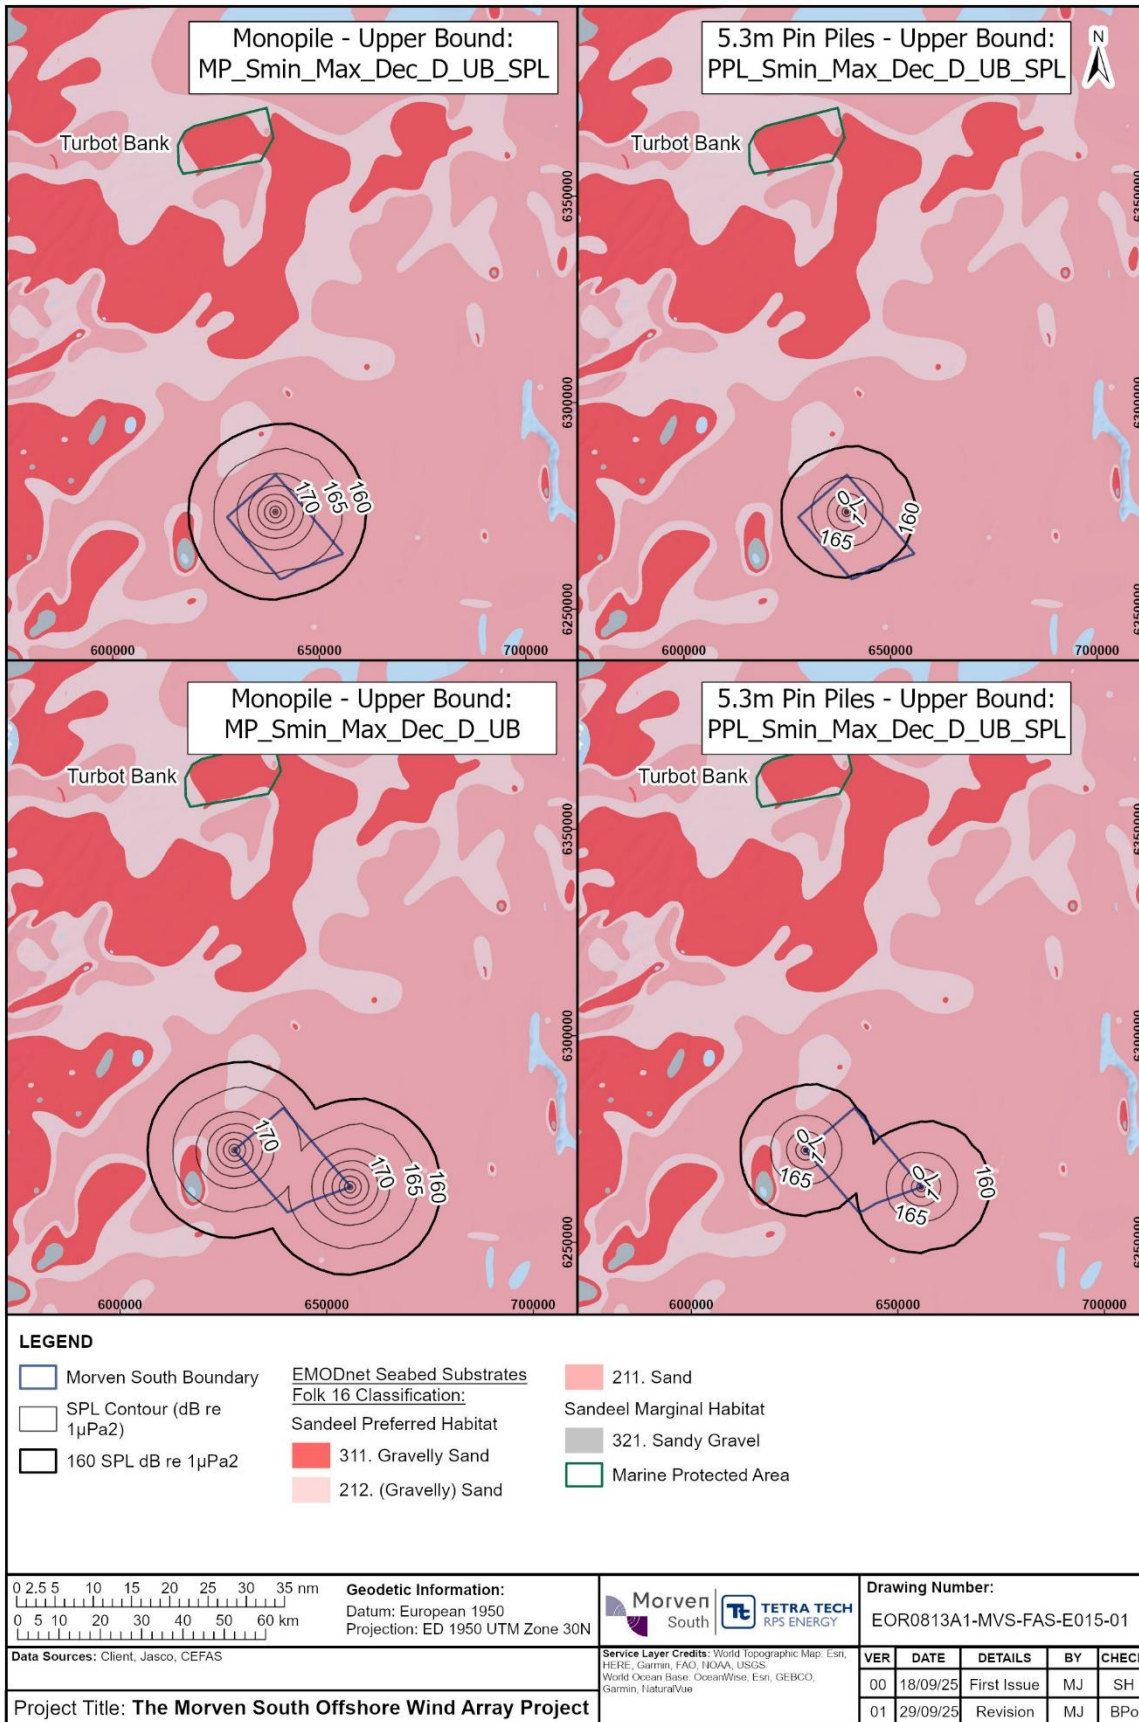 Monopile - Upper Bound:
MP_Smin_Max_Dec_D_UB_SPL
Turbot Bank
6350000
6300000
6250000
170
165
160
600000
650000
700000
5.3m Pin Piles - Upper Bound:
PPL_Smin_Max_Dec_D_UB_SPL
N
Turbot Bank
6350000
6300000
6250000
170
165
160
600000
650000
700000
Monopile - Upper Bound:
MP_Smin_Max_Dec_D_UB
Turbot Bank
6350000
6300000
6250000
170
170
165
160
600000
650000
700000
5.3m Pin Piles - Upper Bound:
PPL_Smin_Max_Dec_D_UB_SPL
Turbot Bank
6350000
6300000
6250000
170
165
170
165
160
600000
650000
700000
LEGEND
Morven South Boundary
SPL Contour (dB re
1µPa2)
160 SPL dB re 1µPa2
EMODnet Seabed Substrates
Folk 16 Classification:
Sandeel Preferred Habitat
311. Gravelly Sand
212. (Gravelly) Sand
211. Sand
Sandeel Marginal Habitat
321. Sandy Gravel
Marine Protected Area
0 2.5 5 10 15 20 25 30 35 nm
0 5 10 20 30 40 50 60 km
Geodetic Information:
Datum: European 1950
Projection: ED 1950 UTM Zone 30N
Data Sources: Client, Jasco, CEFAS
Project Title: The Morven South Offshore Wind Array Project
Morven
South
Tt TETRA TECH
RPS ENERGY
Service Layer Credits: World Topographic Map: Esri,
HERE, Garmin, FAO, NOAA, USGS
World Ocean Base: OceanWise, Esri, GEBCO,
Garmin, NaturalVue
Drawing Number:
EOR0813A1-MVS-FAS-E015-01
VER DATE DETAILS BY CHECK
00 18/09/25 First Issue MJ SH
01 29/09/25 Revision MJ BPo